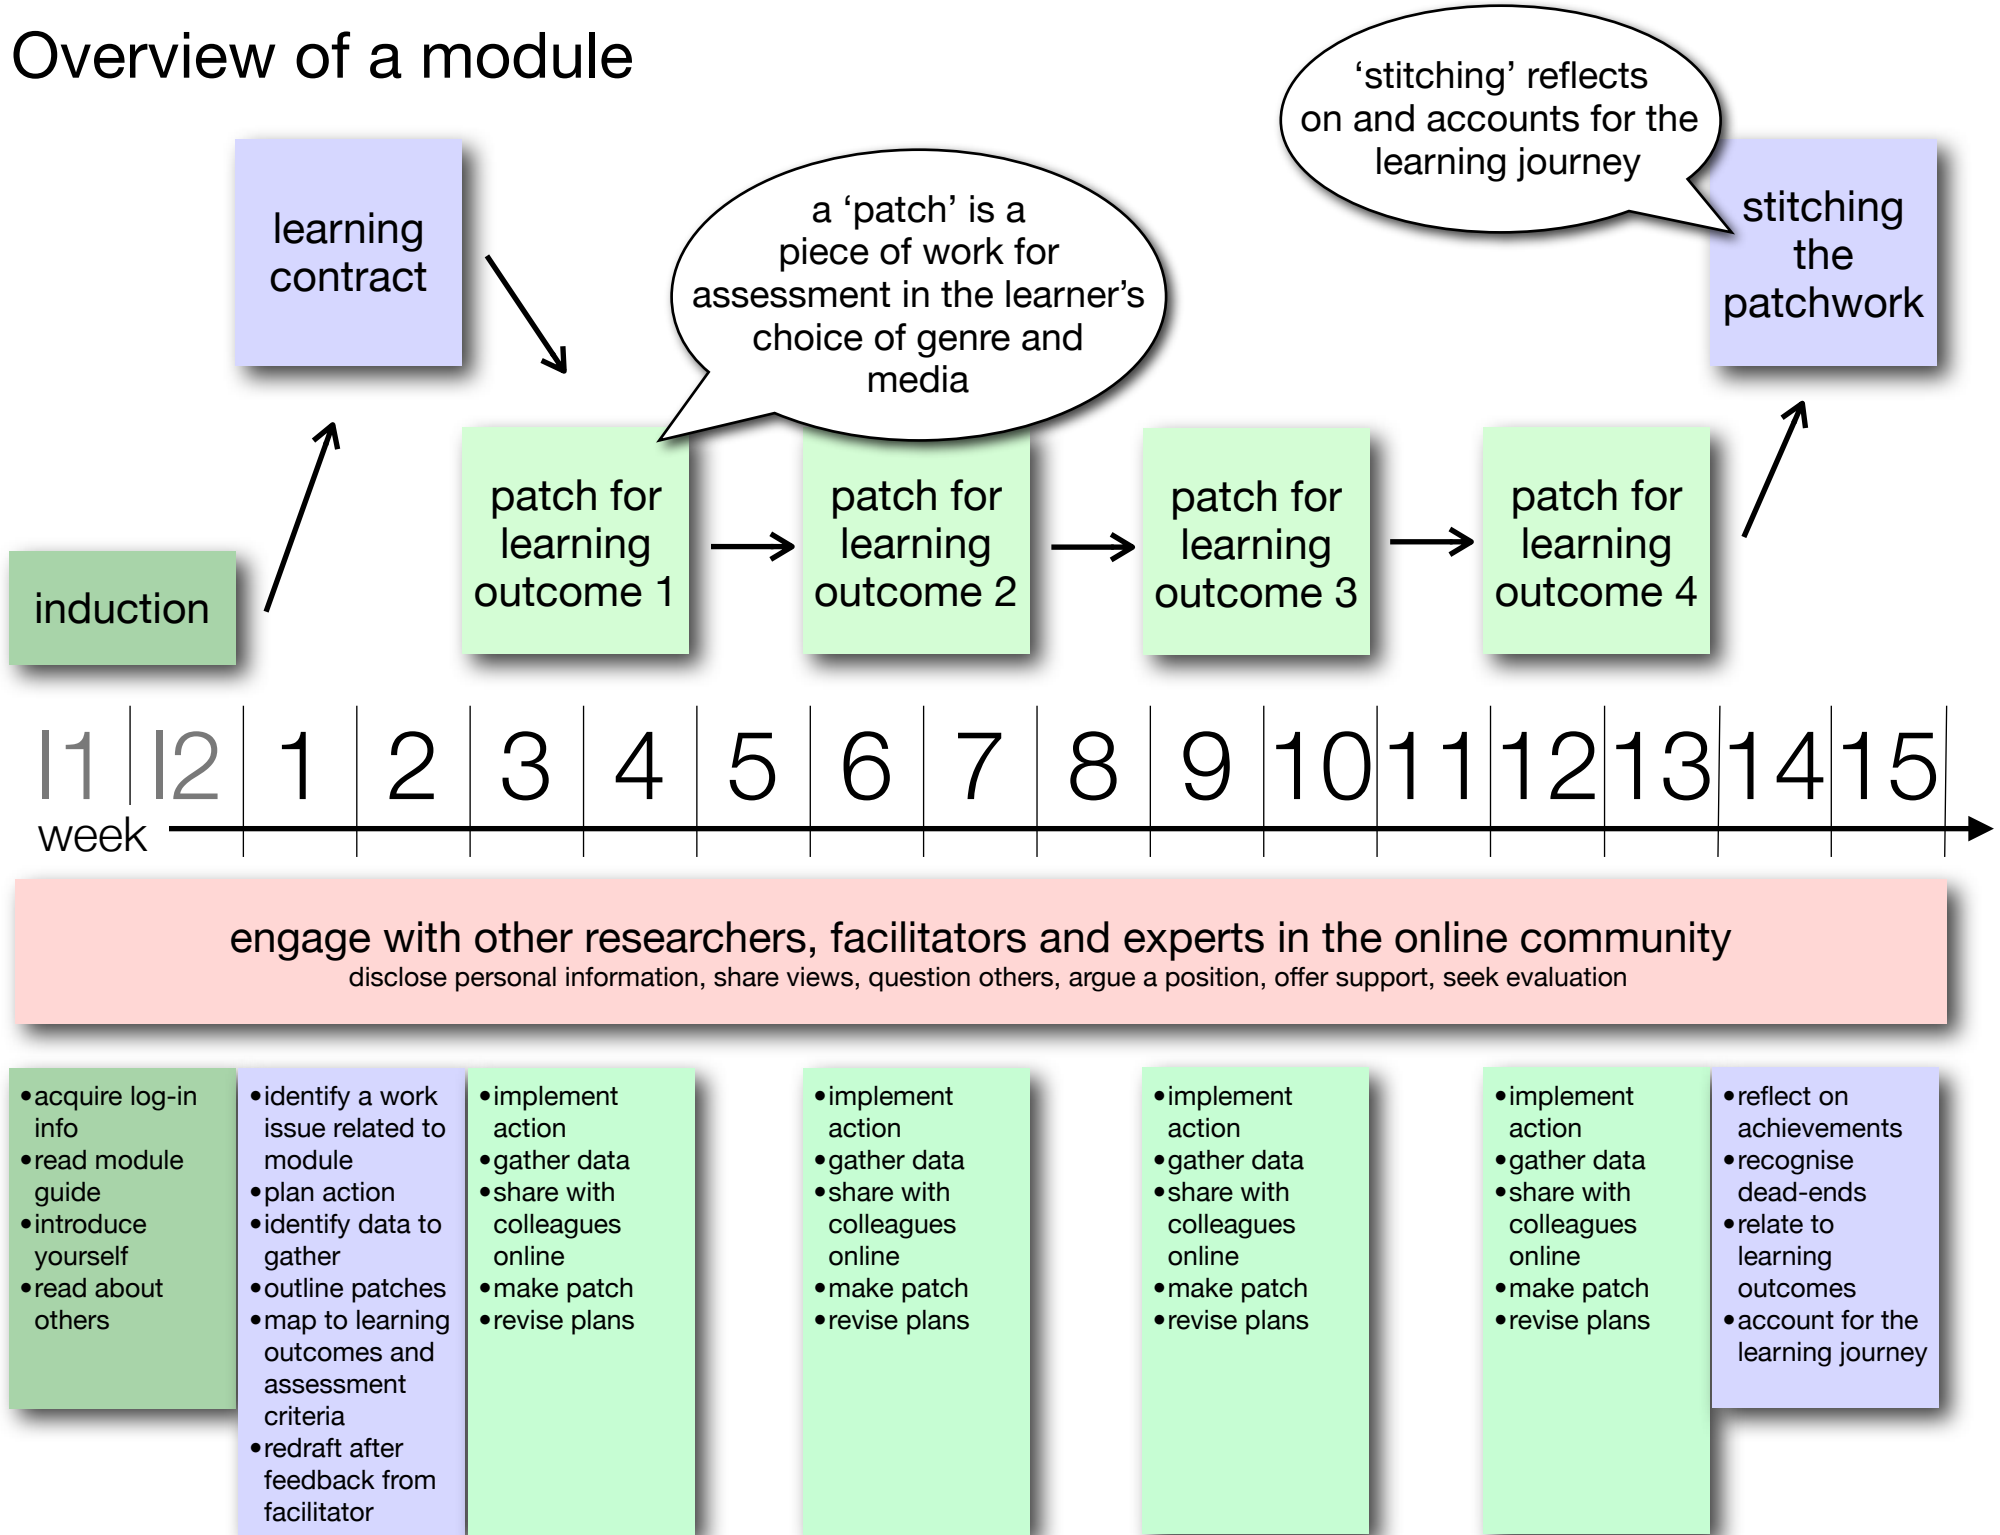 Overview of a module
‘stitching’ reflects
on and accounts for the
learning journey
learning
contract
a ‘patch’ is a
piece of work for
assessment in the learner’s
choice of genre and
media
stitching
the
patchwork
induction
patch for
learning
outcome 1
patch for
learning
outcome 2
patch for
learning
outcome 3
patch for
learning
outcome 4
I1 I2 1 2 3 4 5 6 7 8 9 10 11 12 13 14 15
week
engage with other researchers, facilitators and experts in the online community
disclose personal information, share views, question others, argue a position, offer support, seek evaluation
•acquire log-in
info
•read module
guide
•introduce
yourself
•read about
others
•identify a work
issue related to
module
•plan action
•identify data to
gather
•outline patches
•map to learning
outcomes and
assessment
criteria
•redraft after
feedback from
facilitator
•implement
action
•gather data
•share with
colleagues
online
•make patch
•revise plans
•implement
action
•gather data
•share with
colleagues
online
•make patch
•revise plans
•implement
action
•gather data
•share with
colleagues
online
•make patch
•revise plans
•implement
action
•gather data
•share with
colleagues
online
•make patch
•revise plans
•reflect on
achievements
•recognise
dead-ends
•relate to
learning
outcomes
•account for the
learning journey